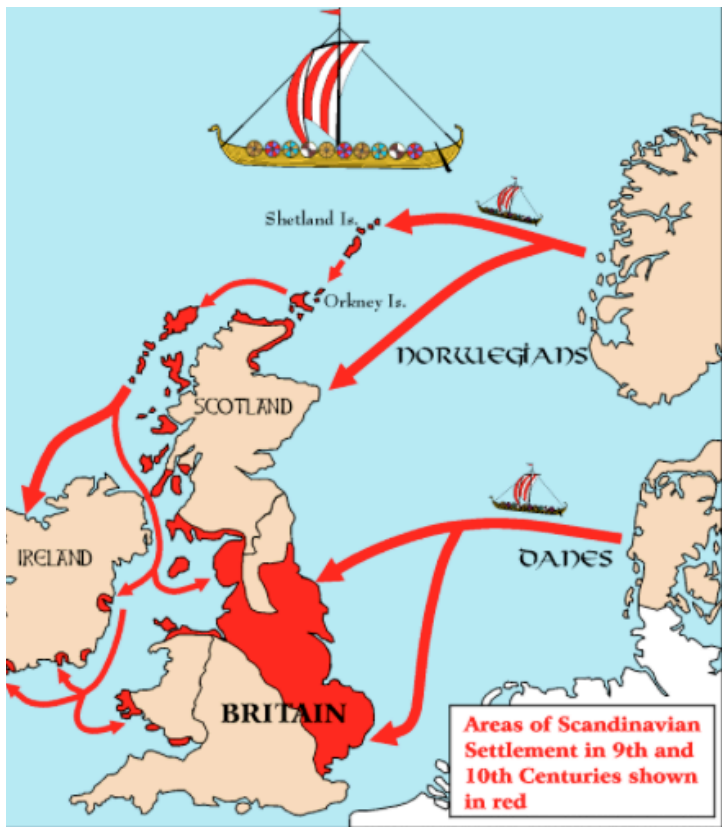 Shetland Is.
Orkney Is.
NORWEGIANS
SCOTLAND
IRELAND
DANES
BRITAIN
Areas of Scandinavian
Settlement in 9th and
10th Centuries shown
in red